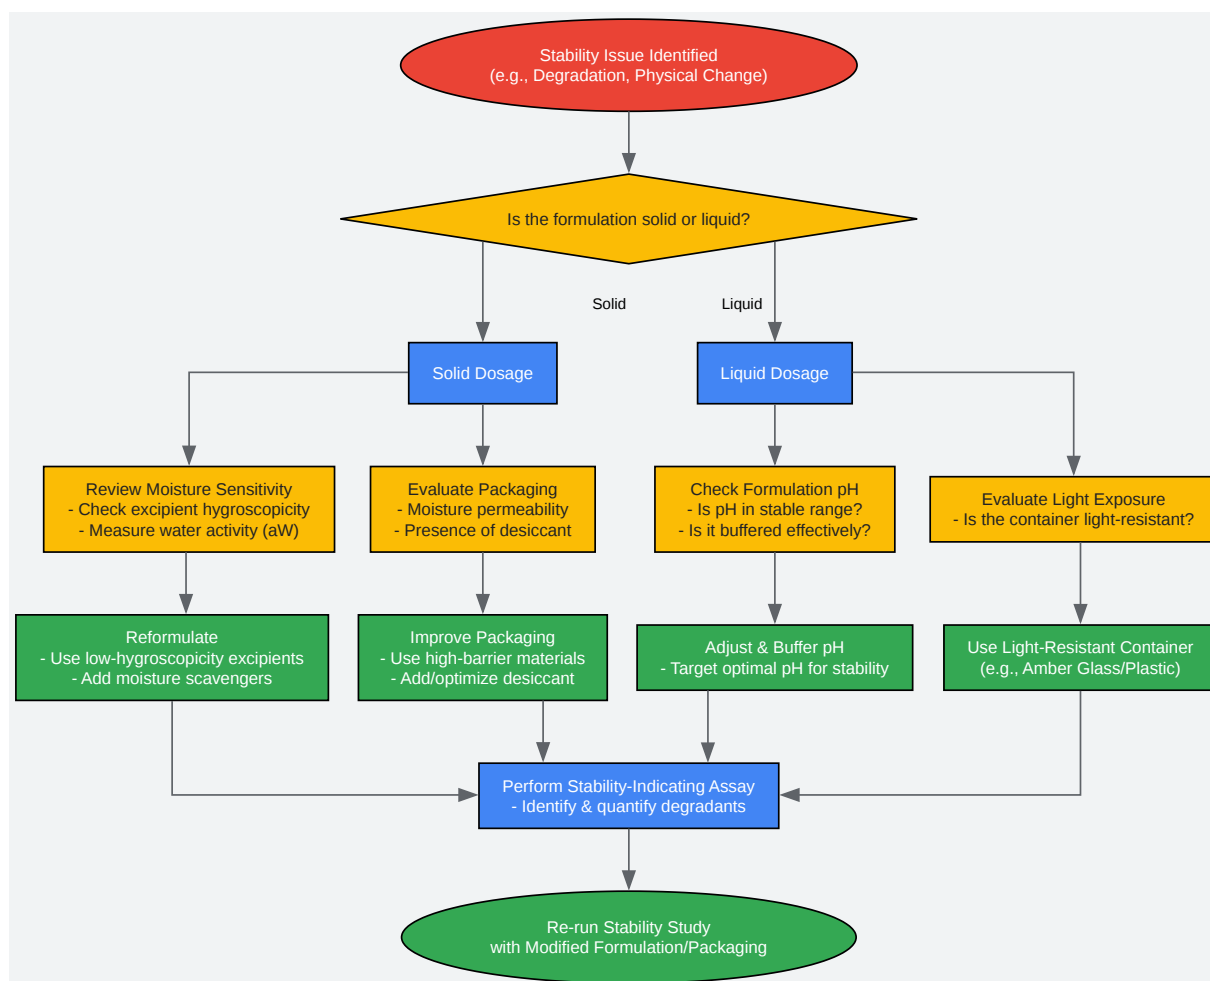 Stability Issue Identified
(e.g., Degradation, Physical Change)
Is the formulation solid or liquid?
Solid
Liquid
Solid Dosage
Liquid Dosage
Review Moisture Sensitivity
- Check excipient hygroscopicity
- Measure water activity (aW)
Evaluate Packaging
- Moisture permeability
- Presence of desiccant
Check Formulation pH
- Is pH in stable range?
- Is it buffered effectively?
Evaluate Light Exposure
- Is the container light-resistant?
Reformulate
- Use low-hygroscopicity excipients
- Add moisture scavengers
Improve Packaging
- Use high-barrier materials
- Add/optimize desiccant
Adjust & Buffer pH
- Target optimal pH for stability
Use Light-Resistant Container
(e.g., Amber Glass/Plastic)
Perform Stability-Indicating Assay
- Identify & quantify degradants
Re-run Stability Study
with Modified Formulation/Packaging